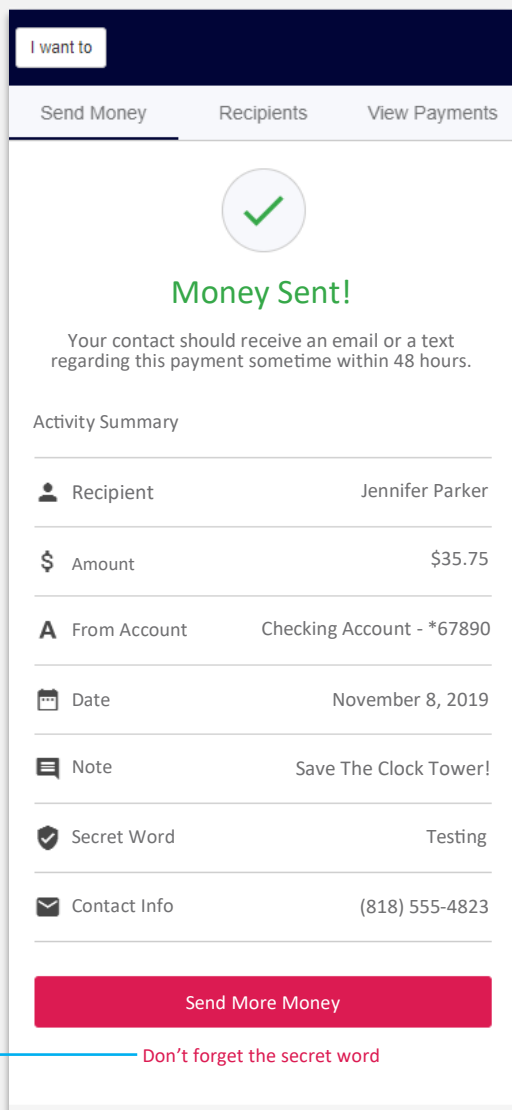 I want to
Send Money Recipients View Payments
Money Sent!
Your contact should receive an email or a text
regarding this payment sometime within 48 hours.
Activity Summary
Recipient Jennifer Parker
$ Amount $35.75
A From Account Checking Account - *67890
Date November 8, 2019
Note Save The Clock Tower!
Secret Word Testing
Contact Info (818) 555-4823
Send More Money
Don’t forget the secret word